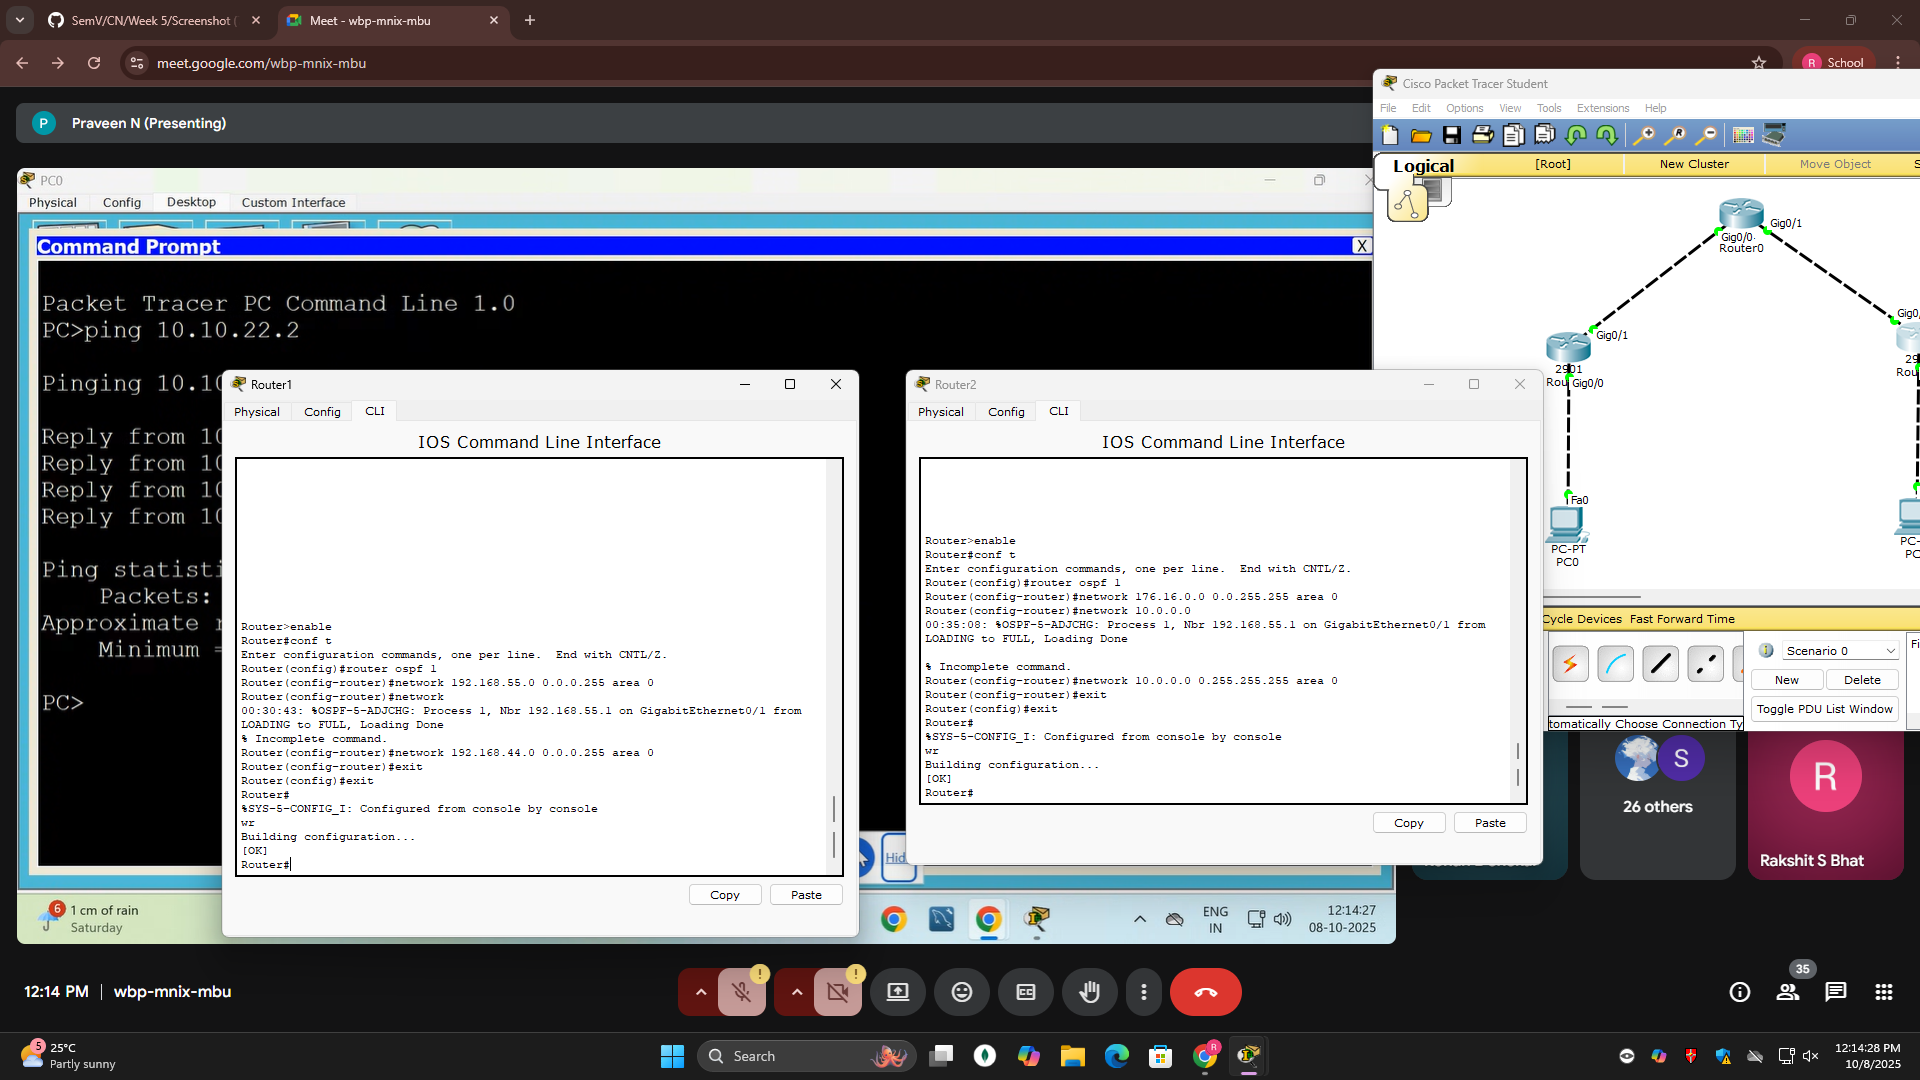 SemV/CN/Week 5/Screenshot (
Meet - wbp-mnix-mbu
meet.google.com/wbp-mnix-mbu
R School
P Praveen N (Presenting)
PC0
Physical Config Desktop Custom Interface
Command Prompt
X
Packet Tracer PC Command Line 1.0
PC>ping 10.10.22.2
Pinging 10.10
Reply from 10
Reply from 10
Reply from 10
Reply from 10
Ping statisti
Packets:
Approximate r
Minimum =
PC>
Router1
Physical Config CLI
IOS Command Line Interface
Router>enable
Router#conf t
Enter configuration commands, one per line. End with CNTL/Z.
Router(config)#router ospf 1
Router(config-router)#network 192.168.55.0 0.0.0.255 area 0
Router(config-router)#network
00:30:43: %OSPF-5-ADJCHG: Process 1, Nbr 192.168.55.1 on GigabitEthernet0/1 from
LOADING to FULL, Loading Done
% Incomplete command.
Router(config-router)#network 192.168.44.0 0.0.0.255 area 0
Router(config-router)#exit
Router(config)#exit
Router#
%SYS-5-CONFIG_I: Configured from console by console
wr
Building configuration...
[OK]
Router#
Copy Paste
Router2
Physical Config CLI
IOS Command Line Interface
Router>enable
Router#conf t
Enter configuration commands, one per line. End with CNTL/Z.
Router(config)#router ospf 1
Router(config-router)#network 176.16.0.0 0.0.255.255 area 0
Router(config-router)#network 10.0.0.0
00:35:08: %OSPF-5-ADJCHG: Process 1, Nbr 192.168.55.1 on GigabitEthernet0/1 from
LOADING to FULL, Loading Done
% Incomplete command.
Router(config-router)#network 10.0.0.0 0.255.255.255 area 0
Router(config-router)#exit
Router(config)#exit
Router#
%SYS-5-CONFIG_I: Configured from console by console
wr
Building configuration...
[OK]
Router#
Copy Paste
Cisco Packet Tracer Student
File Edit Options View Tools Extensions Help
Logical [Root] New Cluster Move Object S
Gig0/1
Gig0/0
Router0
Gig0/1
2901
Rou Gig0/0
Gig0/
29
Rou
Fa0
PC-PT
PC0
PC-
PC
Cycle Devices Fast Forward Time
Scenario 0
Fi
New Delete
Toggle PDU List Window
tomatically Choose Connection Ty
S
26 others
R
Rakshit S Bhat
Hid
6 1 cm of rain
Saturday
ENG
IN
12:14:27
08-10-2025
12:14 PM | wbp-mnix-mbu
35
5 25°C
Partly sunny
Search
12:14:28 PM
10/8/2025